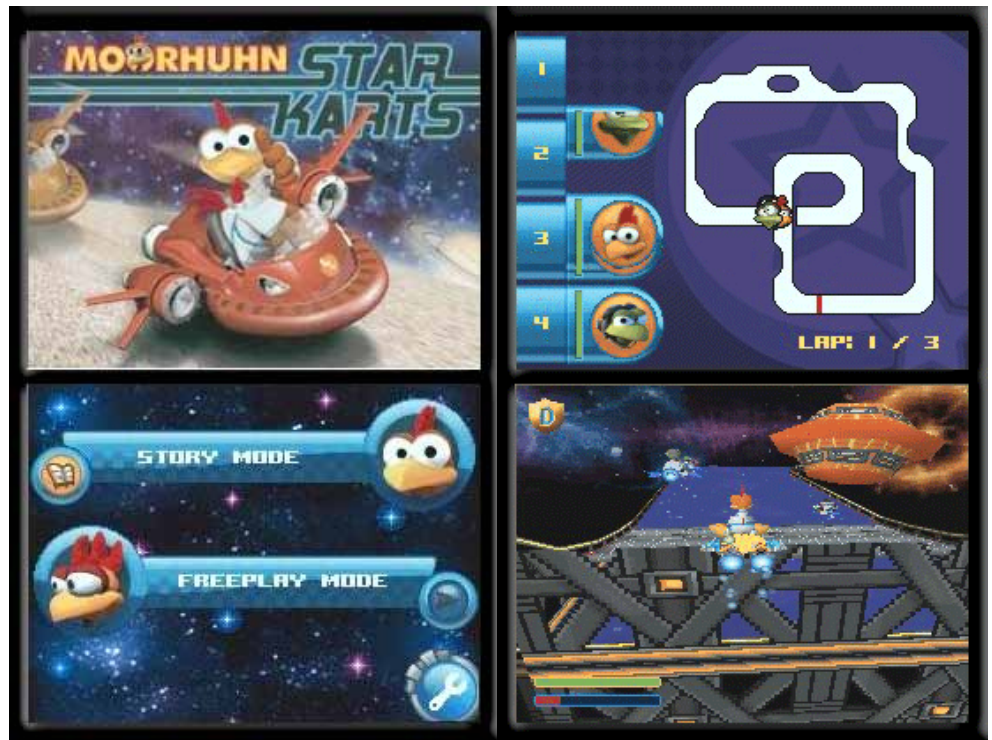 MOORHUHN STAR
KARTS
1
2
3
4
LAP: 1 / 3
STORY MODE
FREEPLAY MODE
D